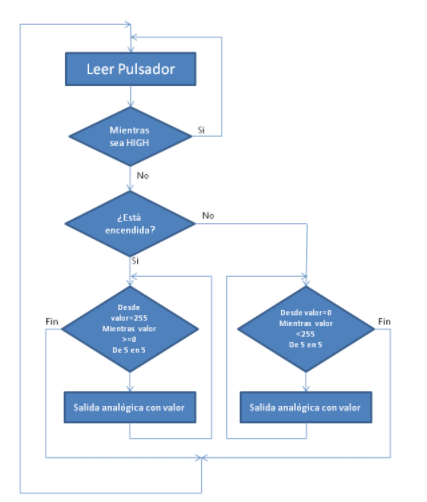 Leer Pulsador
Mientras
sea HIGH
Si
No
¿Está
encendida?
No
Si
Desde
valor=255
Mientras valor
>=0
De 5 en 5
Fin
Desde valor=0
Mientras valor
<255
De 5 en 5
Fin
Salida analógica con valor
Salida analógica con valor